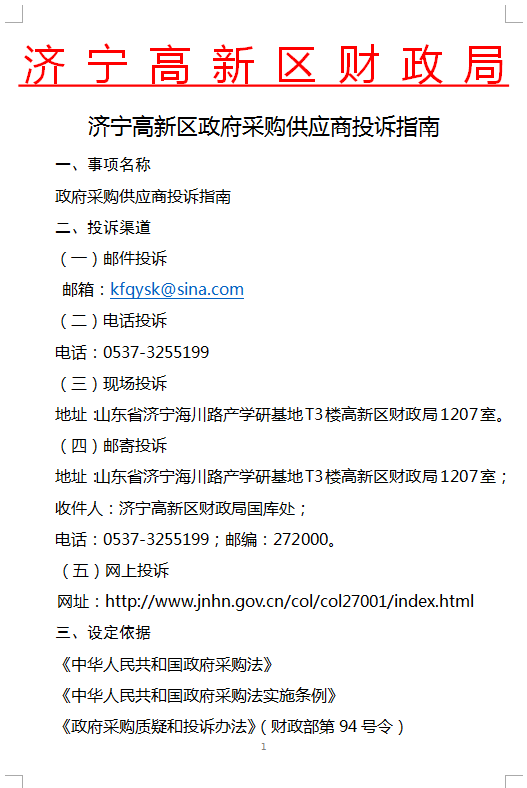 济宁高新区财政局
济宁高新区政府采购供应商投诉指南
一、事项名称
政府采购供应商投诉指南
二、投诉渠道
（一）邮件投诉
邮箱：kfqysk@sina.com
（二）电话投诉
电话：0537-3255199
（三）现场投诉
地址：山东省济宁海川路产学研基地T3楼高新区财政局1207室。
（四）邮寄投诉
地址：山东省济宁海川路产学研基地T3楼高新区财政局1207室；
收件人：济宁高新区财政局国库处；
电话：0537-3255199；邮编：272000。
（五）网上投诉
网址：http://www.jnhn.gov.cn/col/col27001/index.html
三、设定依据
《中华人民共和国政府采购法》
《中华人民共和国政府采购法实施条例》
《政府采购质疑和投诉办法》（财政部第94号令）
1